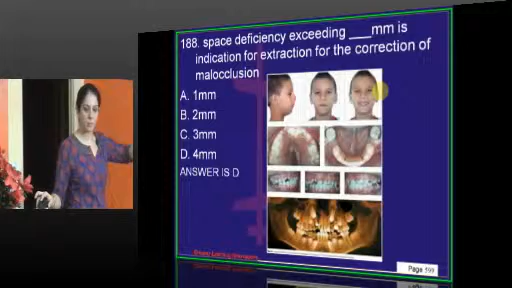 188. space deficiency exceeding ___mm is
indication for extraction for the correction of
malocclusion
A. 1mm
B. 2mm
C. 3mm
D. 4mm
ANSWER IS D
Page 599